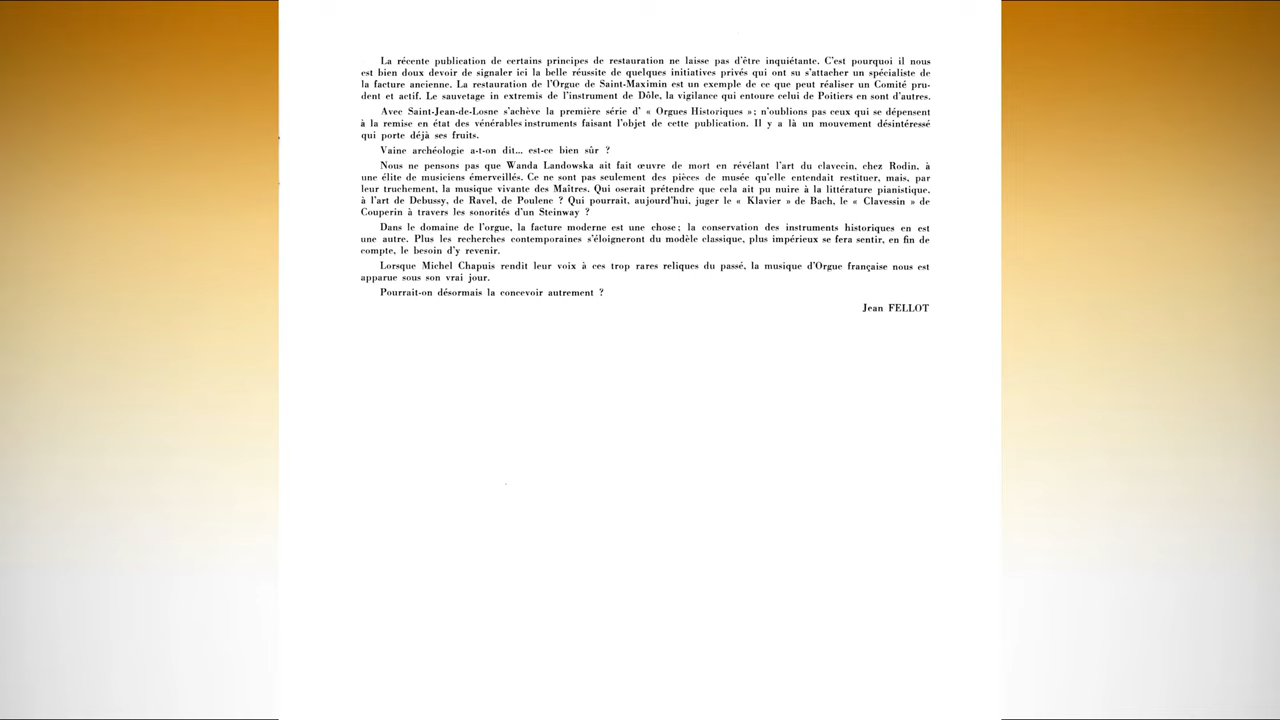 La récente publication de certains principes de restauration ne laisse pas d'être inquiétante. C'est pourquoi il nous
est bien doux devoir de signaler ici la belle réussite de quelques initiatives privés qui ont su s'attacher un spécialiste de
la facture ancienne. La restauration de l'Orgue de Saint-Maximin est un exemple de ce que peut réaliser un Comité pru-
dent et actif. Le sauvetage in extremis de l'instrument de Dôle, la vigilance qui entoure celui de Poitiers en sont d'autres.
Avec Saint-Jean-de-Losne s'achève la première série d' « Orgues Historiques » ; n'oublions pas ceux qui se dépensent
à la remise en état des vénérables instruments faisant l'objet de cette publication. Il y a là un mouvement désintéressé
qui porte déjà ses fruits.
Vaine archéologie a-t-on dit... est-ce bien sûr ?
Nous ne pensons pas que Wanda Landowska ait fait œuvre de mort en révélant l'art du clavecin, chez Rodin, à
une élite de musiciens émerveillés. Ce ne sont pas seulement des pièces de musée qu'elle entendait restituer, mais, par
leur truchement, la musique vivante des Maîtres. Qui oserait prétendre que cela ait pu nuire à la littérature pianistique,
à l'art de Debussy, de Ravel, de Poulenc ? Qui pourrait, aujourd'hui, juger le « Klavier » de Bach, le « Clavessin » de
Couperin à travers les sonorités d'un Steinway ?
Dans le domaine de l'orgue, la facture moderne est une chose ; la conservation des instruments historiques en est
une autre. Plus les recherches contemporaines s'éloigneront du modèle classique, plus impérieux se fera sentir, en fin de
compte, le besoin d'y revenir.
Lorsque Michel Chapuis rendit leur voix à ces trop rares reliques du passé, la musique d'Orgue française nous est
apparue sous son vrai jour.
Pourrait-on désormais la concevoir autrement ?
Jean FELLOT